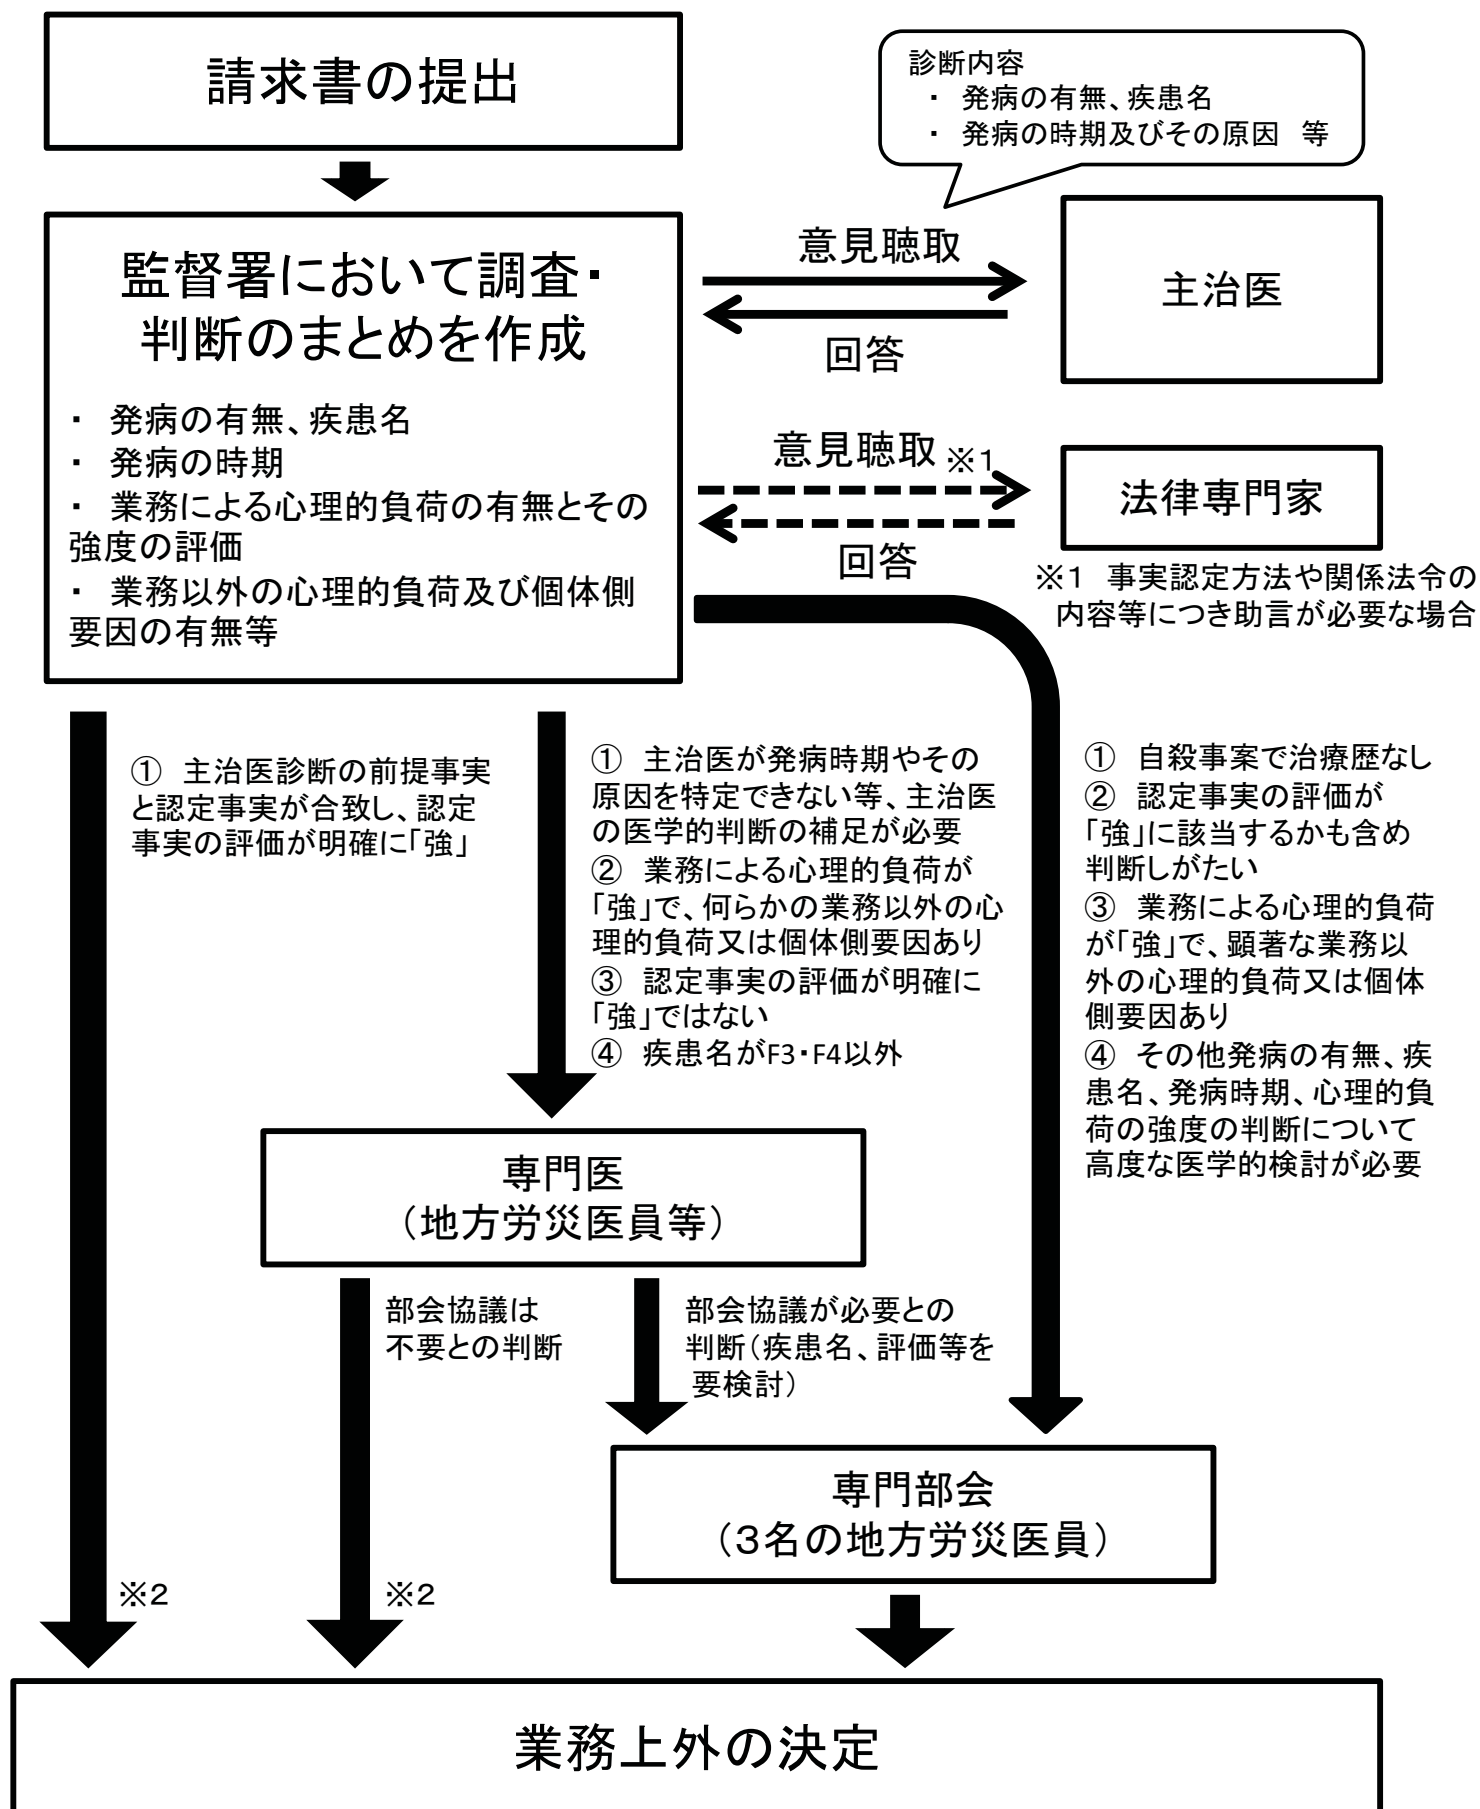 請求書の提出
診断内容
・ 発病の有無、疾患名
・ 発病の時期及びその原因 等
監督署において調査・
判断のまとめを作成
・ 発病の有無、疾患名
・ 発病の時期
・ 業務による心理的負荷の有無とその
強度の評価
・ 業務以外の心理的負荷及び個体側
要因の有無等
意見聴取
回答
主治医
意見聴取 ※1
回答
法律専門家
※1 事実認定方法や関係法令の
内容等につき助言が必要な場合
① 主治医診断の前提事実
と認定事実が合致し、認定
事実の評価が明確に「強」
① 主治医が発病時期やその
原因を特定できない等、主治医
の医学的判断の補足が必要
② 業務による心理的負荷が
「強」で、何らかの業務以外の心
理的負荷又は個体側要因あり
③ 認定事実の評価が明確に
「強」ではない
④ 疾患名がF3・F4以外
① 自殺事案で治療歴なし
② 認定事実の評価が
「強」に該当するかも含め
判断しがたい
③ 業務による心理的負荷
が「強」で、顕著な業務以
外の心理的負荷又は個体
側要因あり
④ その他発病の有無、疾
患名、発病時期、心理的負
荷の強度の判断について
高度な医学的検討が必要
専門医
(地方労災医員等)
部会協議は
不要との判断
部会協議が必要との
判断(疾患名、評価等を
要検討)
専門部会
(3名の地方労災医員)
※2
※2
業務上外の決定